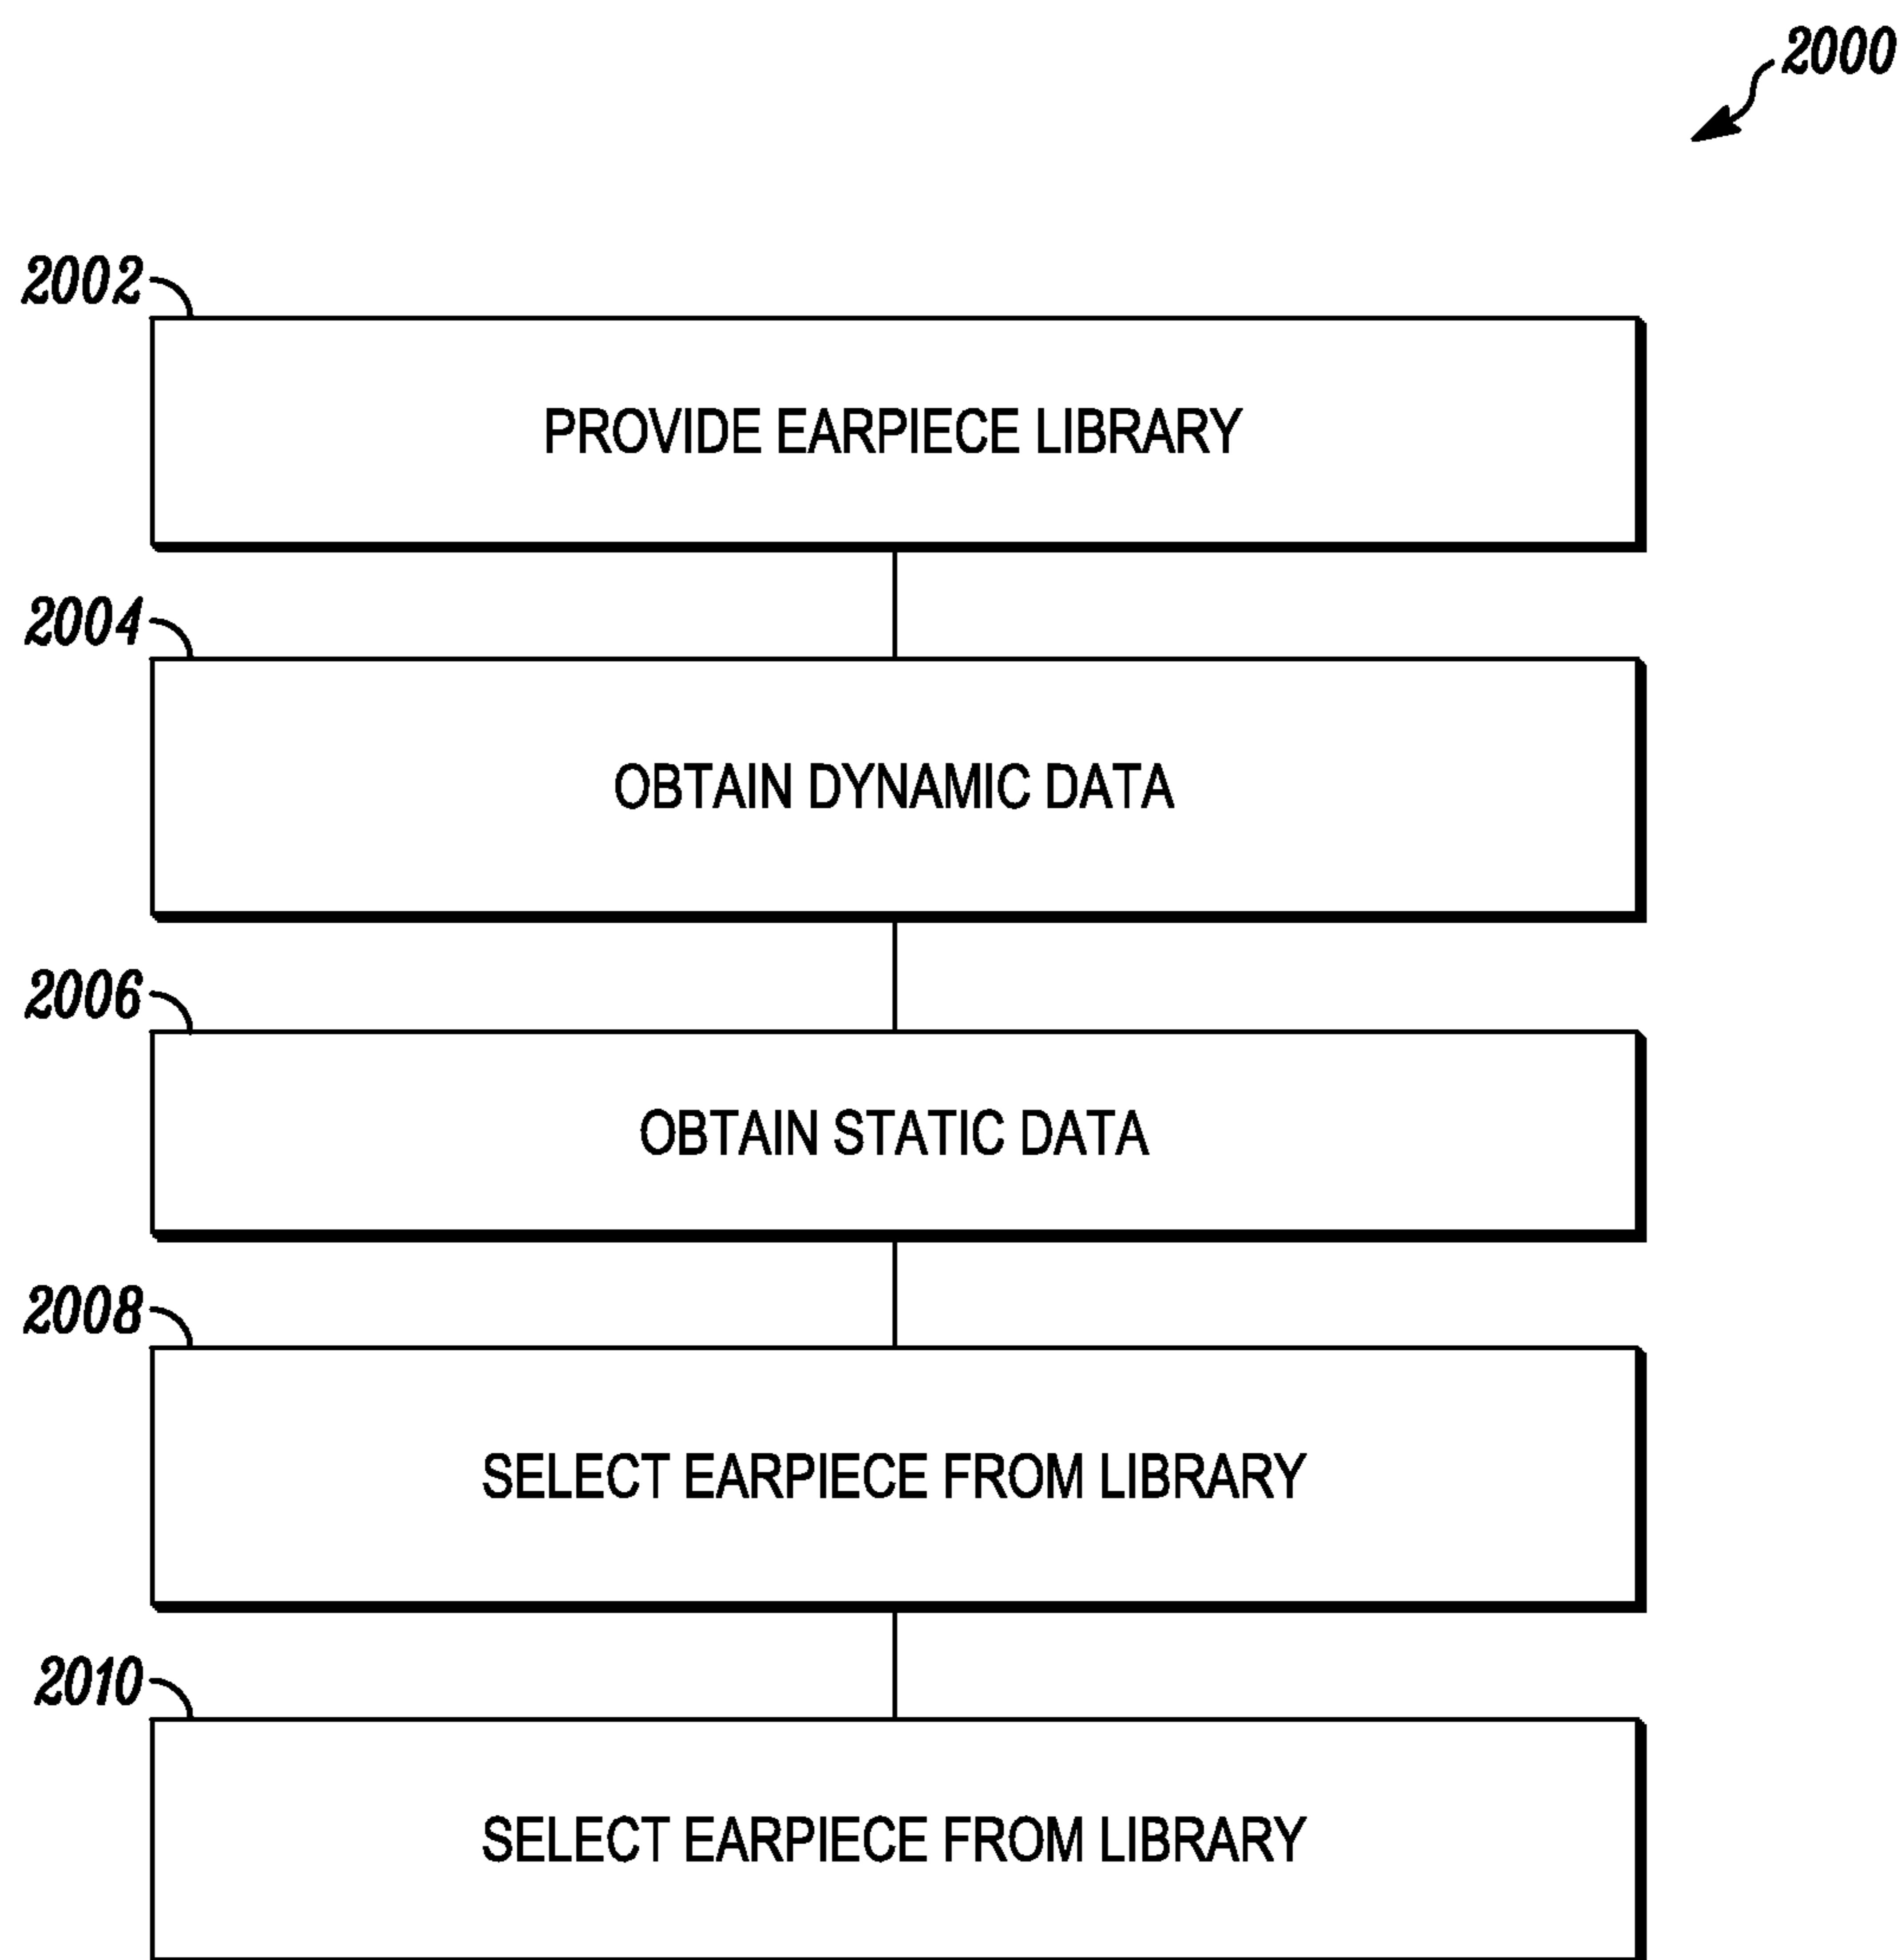 2000
2002
PROVIDE EARPIECE LIBRARY
2004
OBTAIN DYNAMIC DATA
2006
OBTAIN STATIC DATA
2008
SELECT EARPIECE FROM LIBRARY
2010
SELECT EARPIECE FROM LIBRARY